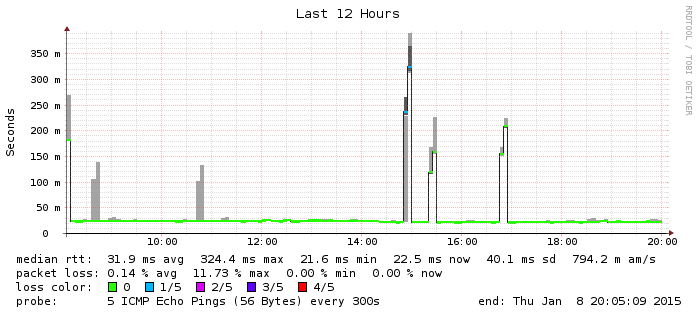 Last 12 Hours
RRDTOOL / TOBI OETIKER
Seconds
350 m
300 m
250 m
200 m
150 m
100 m
50 m
0
10:00 12:00 14:00 16:00 18:00 20:00
median rtt: 31.9 ms avg 324.4 ms max 21.6 ms min 22.5 ms now 40.1 ms sd 794.2 m am/s
packet loss: 0.14 % avg 11.73 % max 0.00 % min 0.00 % now
loss color: 0 1/5 2/5 3/5 4/5
probe: 5 ICMP Echo Pings (56 Bytes) every 300s end: Thu Jan 8 20:05:09 2015